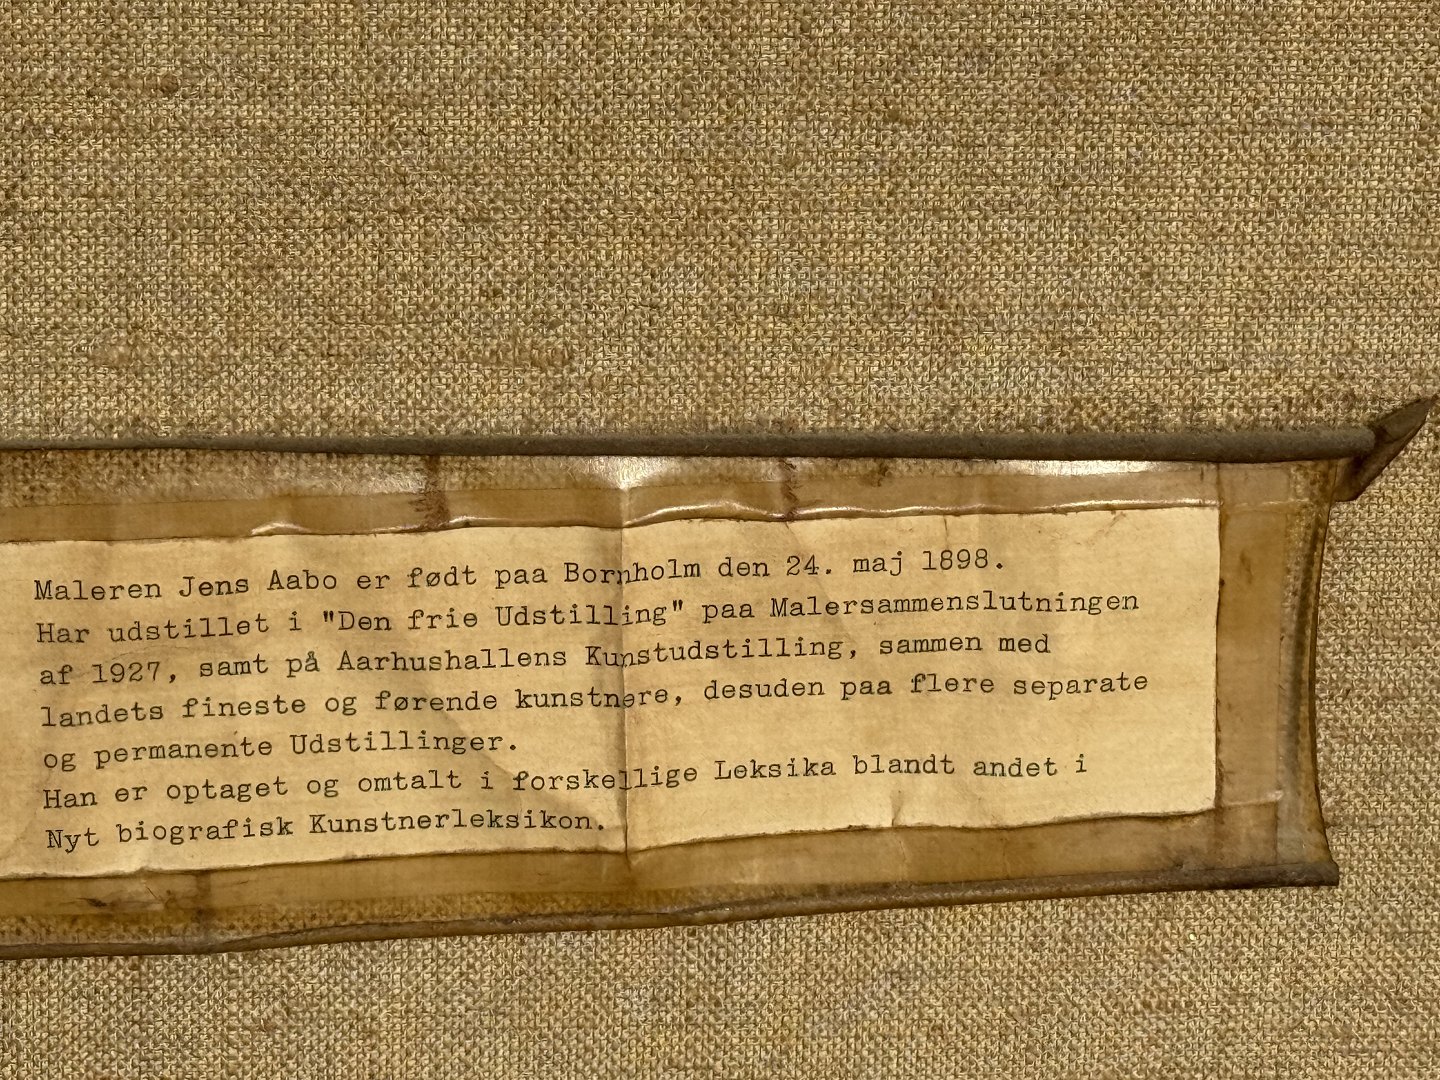 Maleren Jens Aabo er født paa Bornholm den 24. maj 1898.
Har udstillet i "Den frie Udstilling" paa Malersammenslutningen
af 1927, samt på Aarhushallens Kunstudstilling, sammen med
landets fineste og førende kunstnere, desuden paa flere separate
og permanente Udstillinger.
Han er optaget og omtalt i forskellige Leksika blandt andet i
Nyt biografisk Kunstnerleksikon.